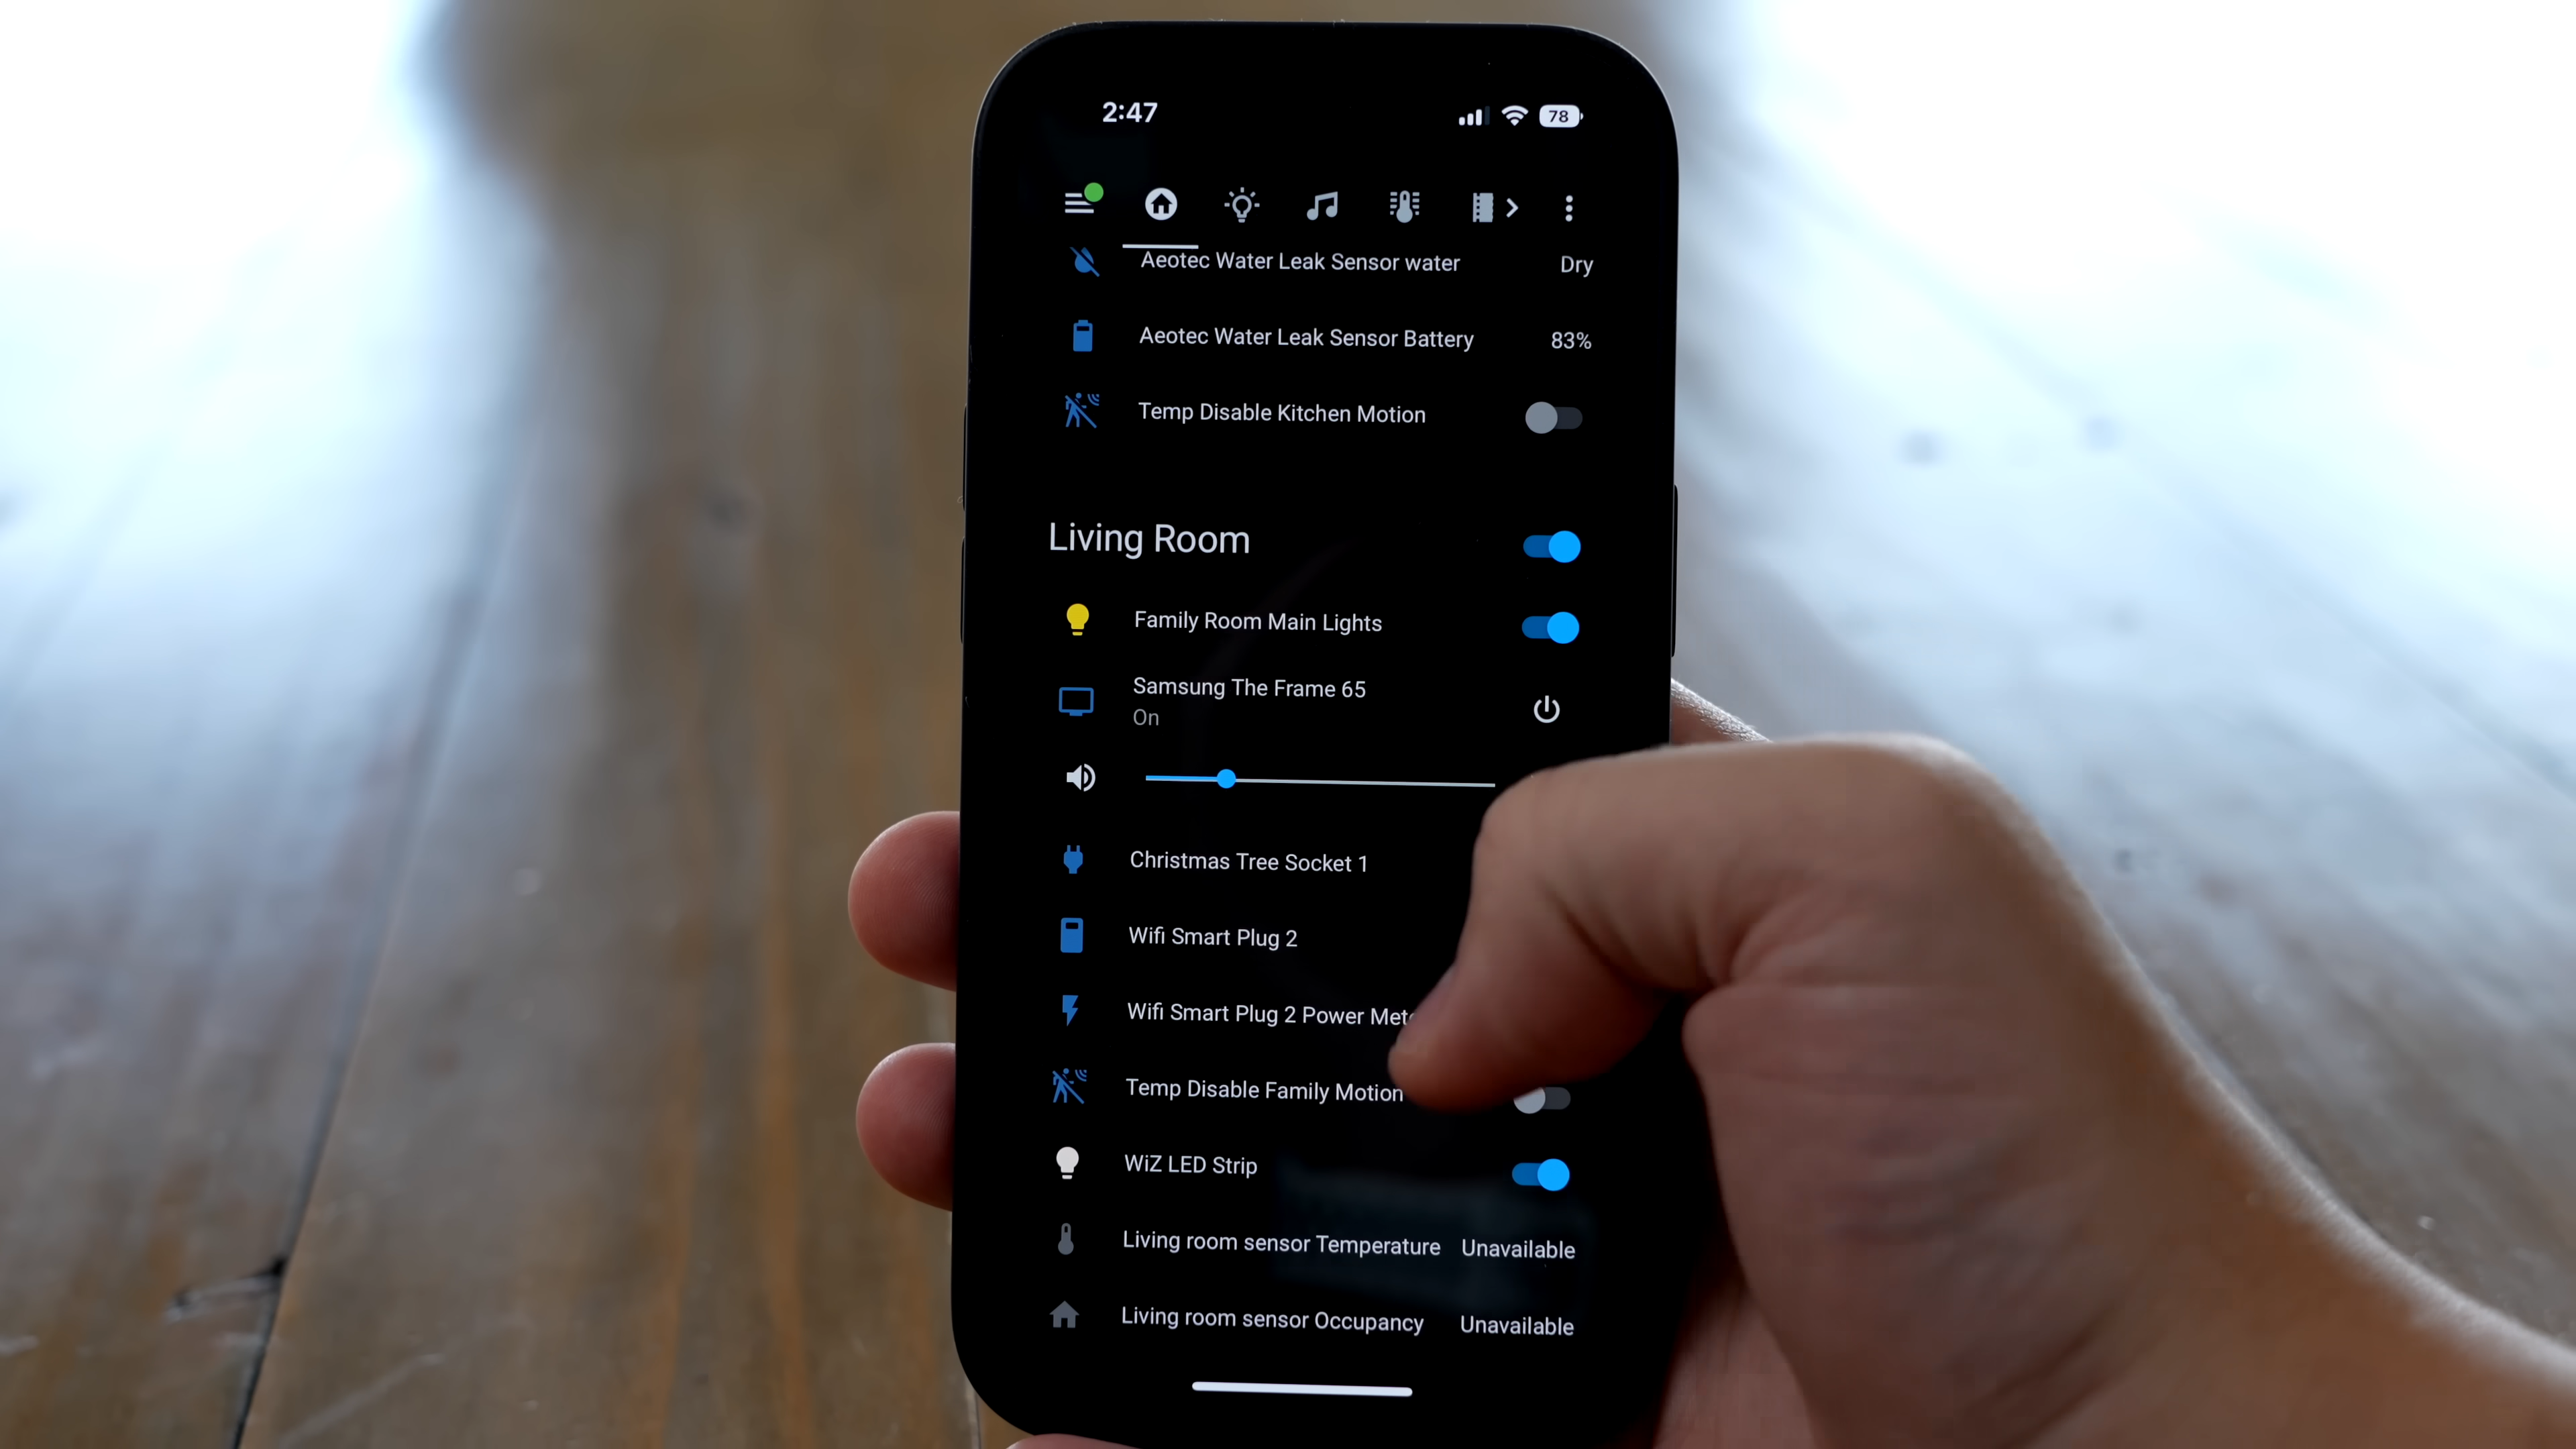 2:47
78
Aeotec Water Leak Sensor water Dry
Aeotec Water Leak Sensor Battery 83%
Temp Disable Kitchen Motion
Living Room
Family Room Main Lights
Samsung The Frame 65
On
Christmas Tree Socket 1
Wifi Smart Plug 2
Wifi Smart Plug 2 Power
Temp Disable Family Motion
WiZ LED Strip
Living room sensor Temperature Unavailable
Living room sensor Occupancy Unavailable